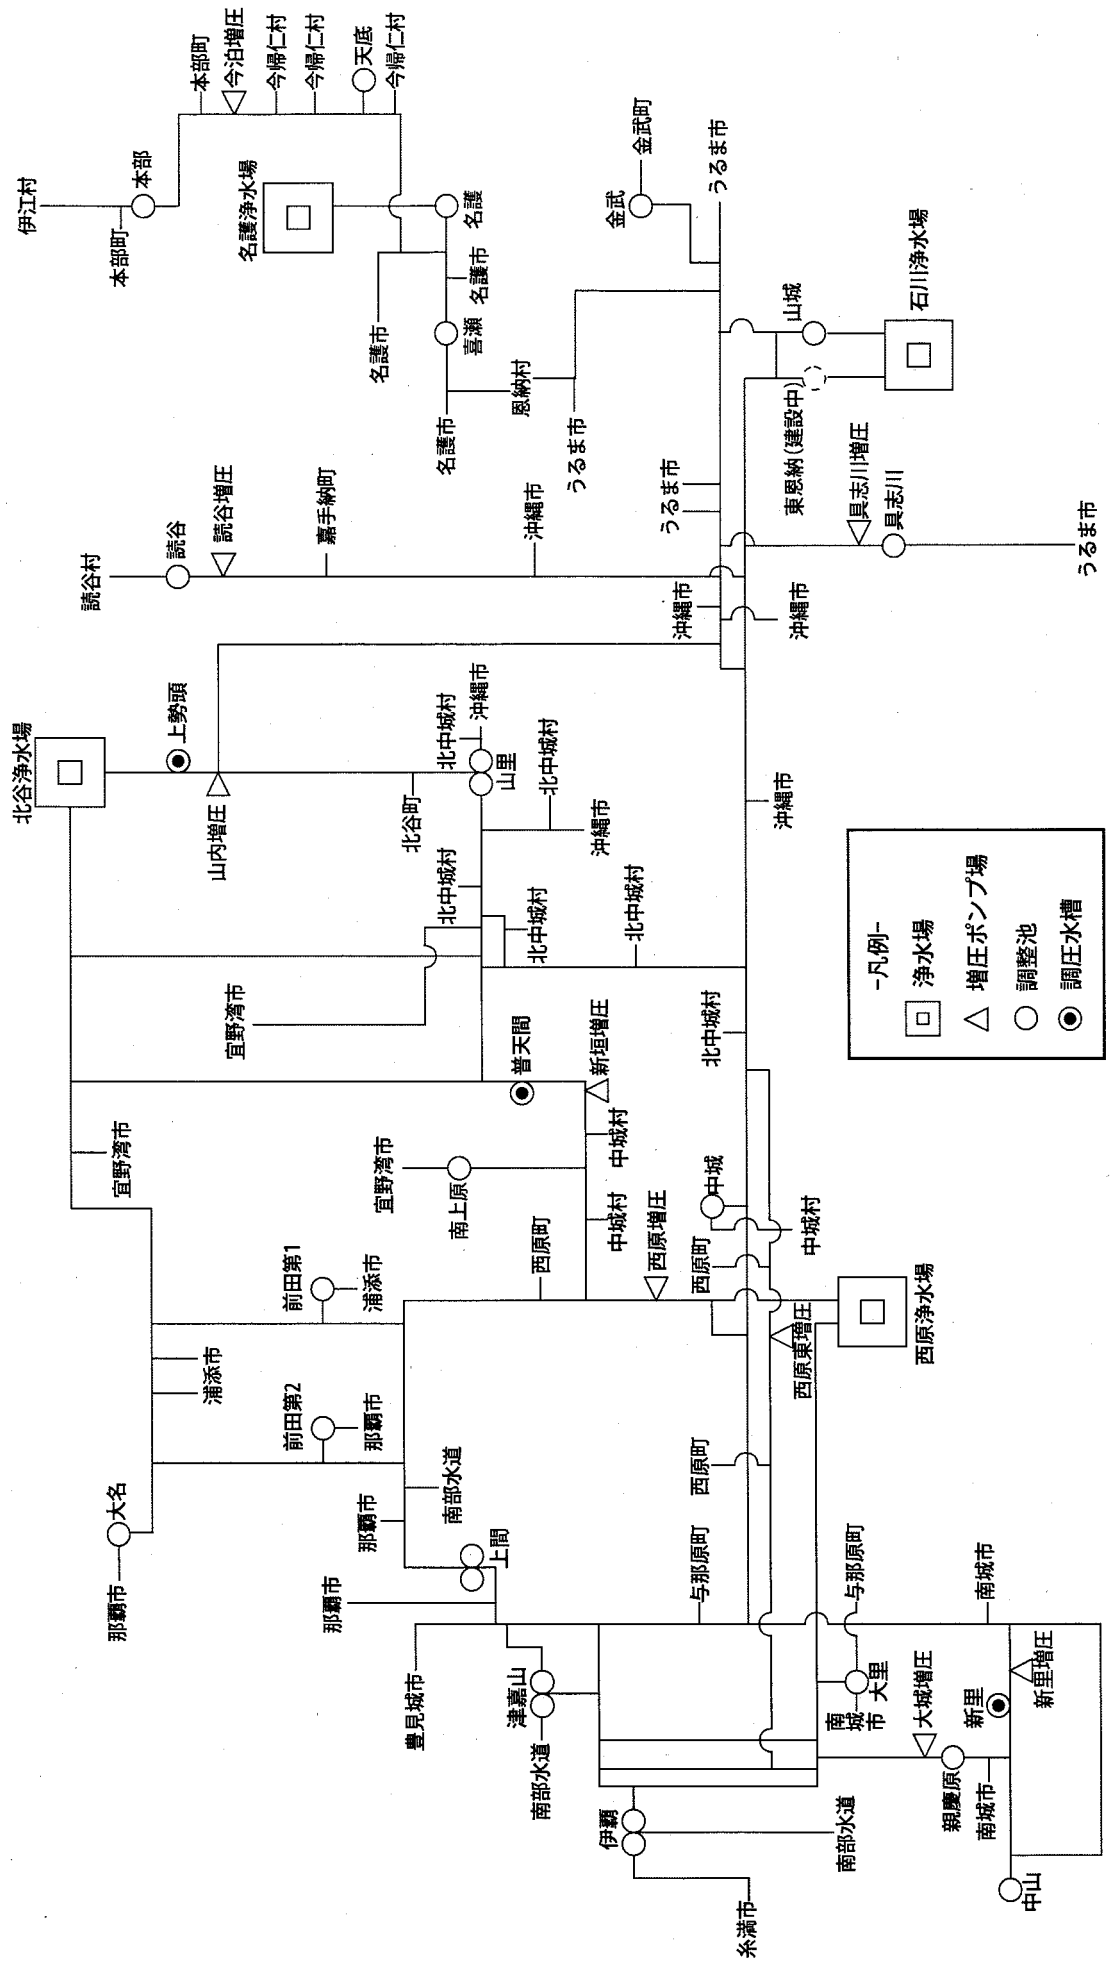 伊江村
本部町
本部
本部町
今泊増圧
今帰仁村
今帰仁村
天底
今帰仁村
名護浄水場
名護
名護市
名護市
喜瀬
名護市
恩納村
うるま市
金武
金武町
うるま市
石川浄水場
山城
東恩納(建設中)
具志川増圧
具志川
うるま市
うるま市
読谷村
読谷
読谷増圧
嘉手納町
沖縄市
沖縄市
沖縄市
北谷浄水場
上勢頭
山内増圧
北谷町
北中城村
沖縄市
山里
北中城村
沖縄市
北中城村
北中城村
北中城村
沖縄市
宜野湾市
普天間
新垣増圧
北中城村
宜野湾市
宜野湾市
南上原
中城村
中城村
中城
中城村
西原町
西原増圧
西原町
西原東増圧
西原浄水場
前田第1
浦添市
浦添市
前田第2
那覇市
大名
那覇市
那覇市
南部水道
上間
那覇市
西原町
与那原町
与那原町
南城市
豊見城市
津嘉山
南部水道
大里
南城市
大城増圧
新里
新里増圧
親慶原
南城市
伊覇
南部水道
糸満市
中山
-凡例-
浄水場
増圧ポンプ場
調整池
調圧水槽